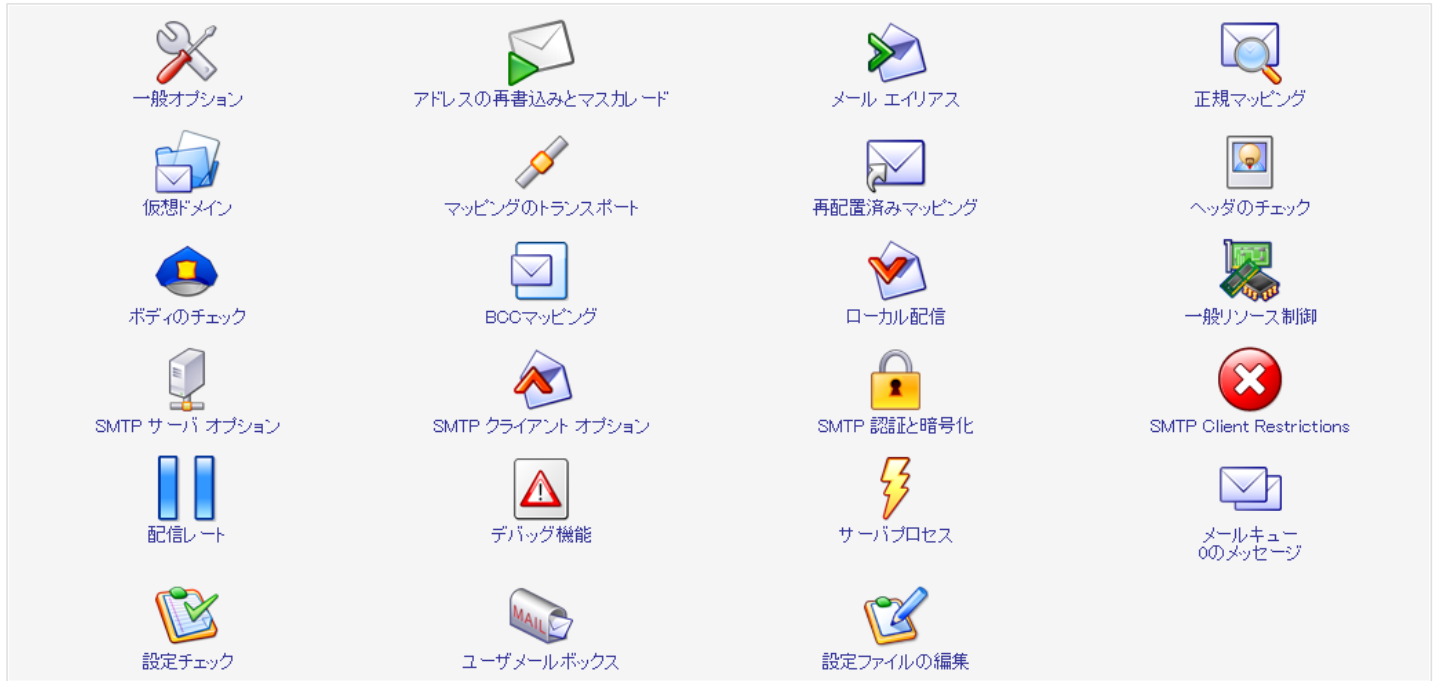 一般オプション
アドレスの再書込みとマスカレード
メール エイリアス
正規マッピング
仮想ドメイン
マッピングのトランスポート
再配置済みマッピング
ヘッダのチェック
ボディのチェック
BCCマッピング
ローカル配信
一般リソース制御
SMTP サーバ オプション
SMTP クライアント オプション
SMTP 認証と暗号化
SMTP Client Restrictions
配信レート
デバッグ機能
サーバプロセス
メールキュー
0のメッセージ
MAIL
設定チェック
ユーザメールボックス
設定ファイルの編集